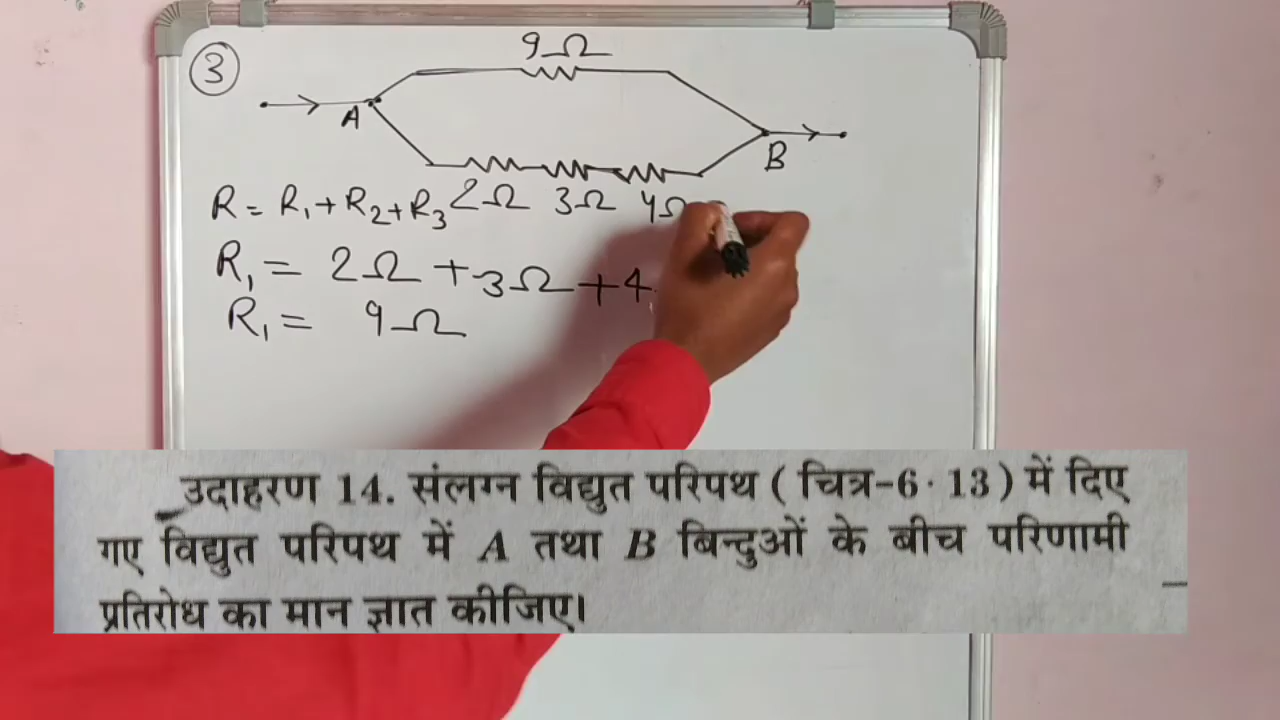 3
9Ω
A
B
R = R₁ + R₂ + R₃ 2Ω 3Ω 4Ω
R₁ = 2Ω + 3Ω + 4
R₁ = 9Ω
उदाहरण 14. संलग्न विद्युत परिपथ ( चित्र-6·13 ) में दिए
गए विद्युत परिपथ में A तथा B बिन्दुओं के बीच परिणामी
प्रतिरोध का मान ज्ञात कीजिए।